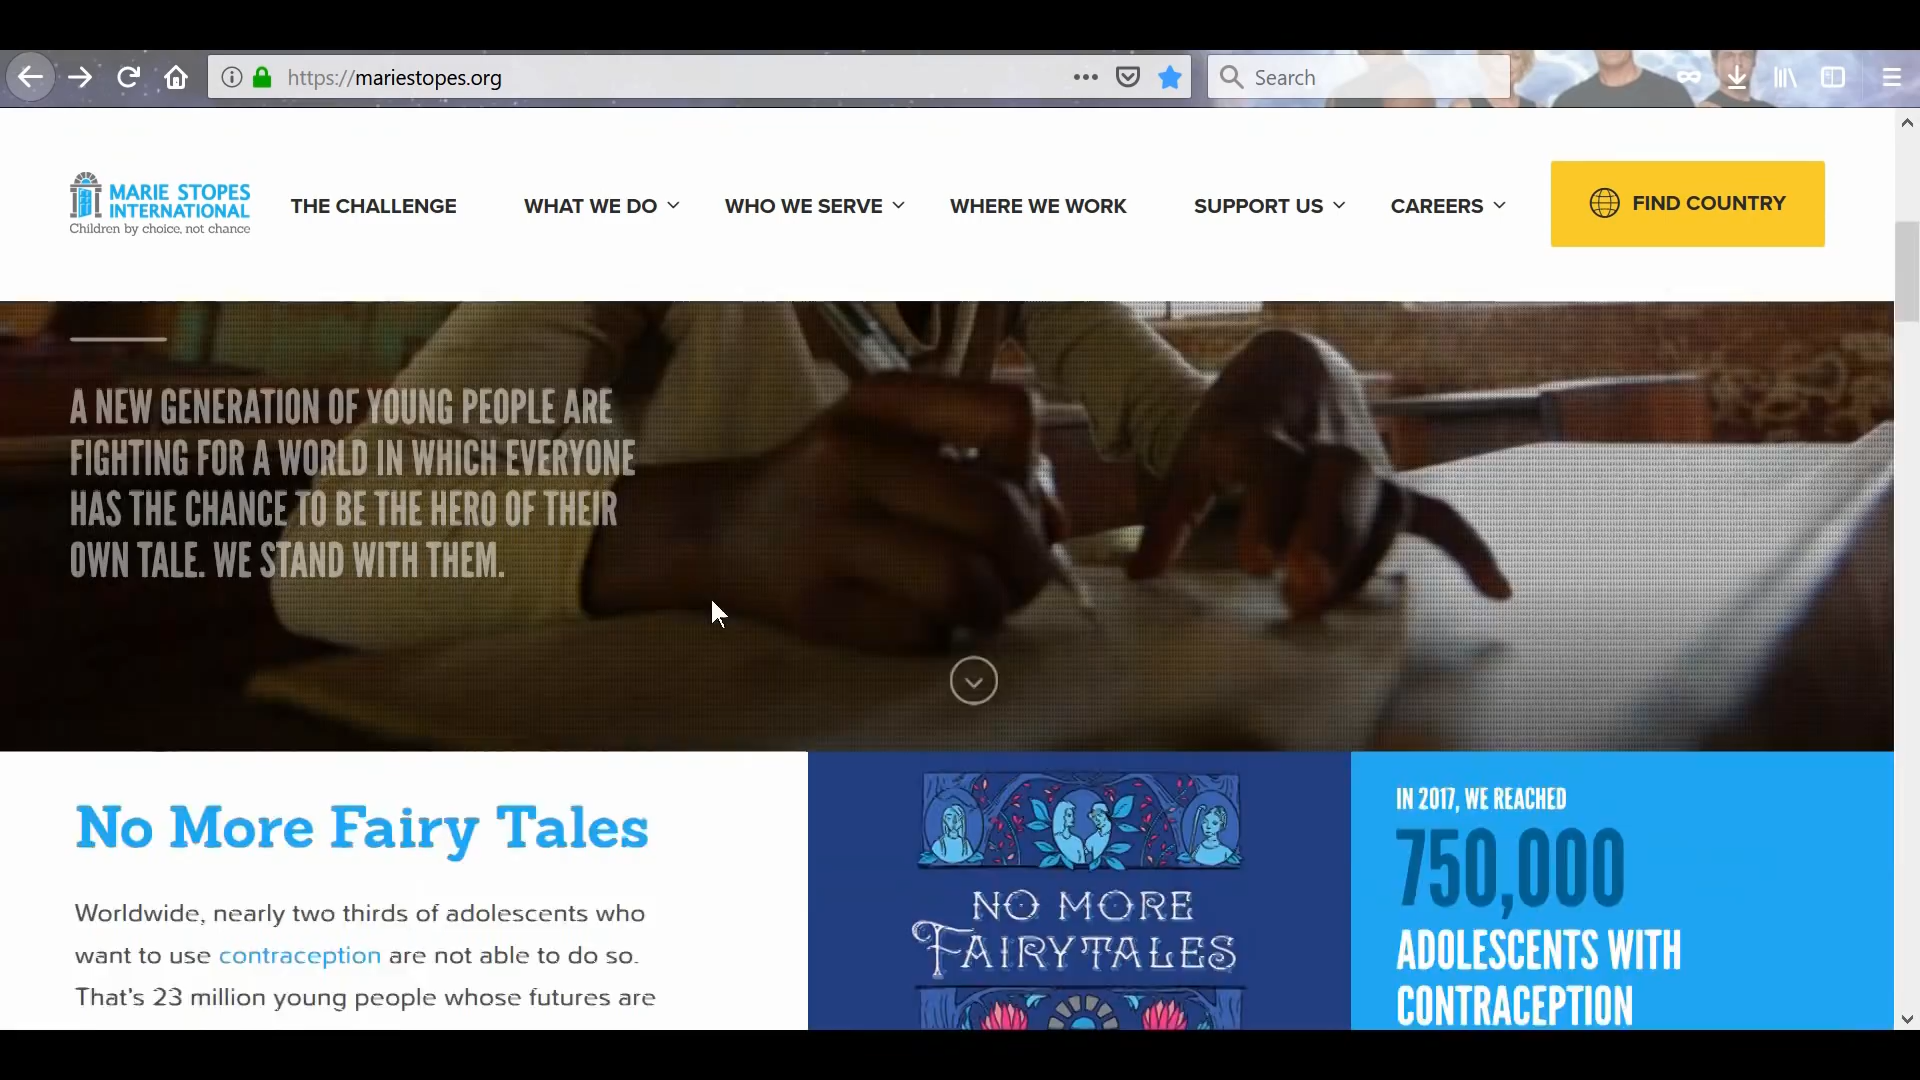 https://mariestopes.org
Search
MARIE STOPES
INTERNATIONAL
Children by choice, not chance
THE CHALLENGE
WHAT WE DO
WHO WE SERVE
WHERE WE WORK
SUPPORT US
CAREERS
FIND COUNTRY
A NEW GENERATION OF YOUNG PEOPLE ARE
FIGHTING FOR A WORLD IN WHICH EVERYONE
HAS THE CHANCE TO BE THE HERO OF THEIR
OWN TALE. WE STAND WITH THEM.
No More Fairy Tales
Worldwide, nearly two thirds of adolescents who
want to use contraception are not able to do so.
That's 23 million young people whose futures are
NO MORE
FAIRYTALES
IN 2017, WE REACHED
750,000
ADOLESCENTS WITH
CONTRACEPTION